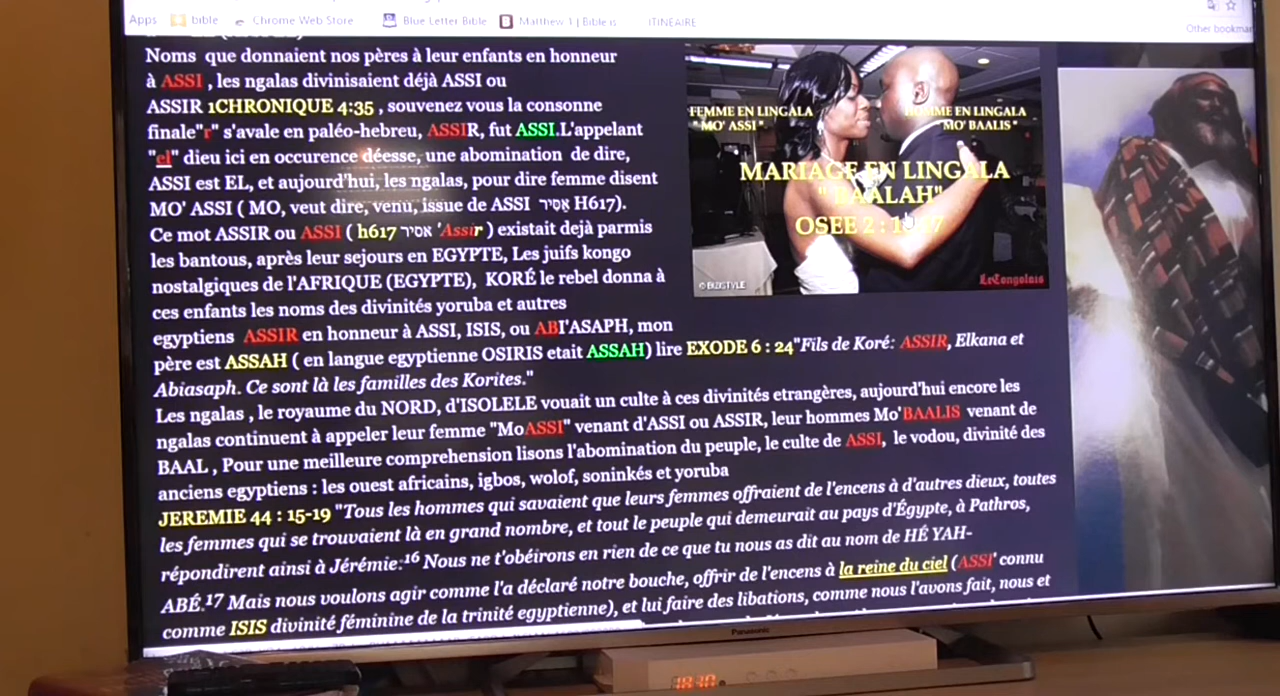 Apps bible Chrome Web Store Blue Letter Bible Matthew 1 | Bible is ITINEAIRE
Other bookmar
Noms que donnaient nos pères à leur enfants en honneur
à ASSI , les ngalas divinisaient déjà ASSI ou
ASSIR 1CHRONIQUE 4:35 , souvenez vous la consonne
finale"r" s'avale en paléo-hebreu, ASSIR, fut ASSI.L'appelant
"el" dieu ici en occurence déesse, une abomination de dire,
ASSI est EL, et aujourd'hui, les ngalas, pour dire femme disent
MO' ASSI ( MO, veut dire, venu, issue de ASSI אַסִּיר H617).
Ce mot ASSIR ou ASSI ( h617 אסיר 'Assir ) existait dejà parmis
les bantous, après leur sejours en EGYPTE, Les juifs kongo
nostalgiques de l'AFRIQUE (EGYPTE), KORÉ le rebel donna à
ces enfants les noms des divinités yoruba et autres
egyptiens ASSIR en honneur à ASSI, ISIS, ou ABI'ASAPH, mon
père est ASSAH ( en langue egyptienne OSIRIS etait ASSAH) lire EXODE 6 : 24"Fils de Koré: ASSIR, Elkana et
Abiasaph. Ce sont là les familles des Korites."
Les ngalas , le royaume du NORD, d'ISOLELE vouait un culte à ces divinités etrangères, aujourd'hui encore les
ngalas continuent à appeler leur femme "MoASSI" venant d'ASSI ou ASSIR, leur hommes Mo'BAALIS venant de
BAAL , Pour une meilleure comprehension lisons l'abomination du peuple, le culte de ASSI, le vodou, divinité des
anciens egyptiens : les ouest africains, igbos, wolof, soninkés et yoruba
JEREMIE 44 : 15-19 "Tous les hommes qui savaient que leurs femmes offraient de l'encens à d'autres dieux, toutes
les femmes qui se trouvaient là en grand nombre, et tout le peuple qui demeurait au pays d'Égypte, à Pathros,
répondirent ainsi à Jérémie:16 Nous ne t'obéirons en rien de ce que tu nous as dit au nom de HÉ YAH-
ABÉ.17 Mais nous voulons agir comme l'a déclaré notre bouche, offrir de l'encens à la reine du ciel (ASSI' connu
comme ISIS divinité féminine de la trinité egyptienne), et lui faire des libations, comme nous l'avons fait, nous et
FEMME EN LINGALA
"MO' ASSI "
HOMME EN LINGALA
MO' BAALIS "
MARIAGE EN LINGALA
" BAALAH"
OSEE 2 :
LeCongolais
Panasonic
18:30